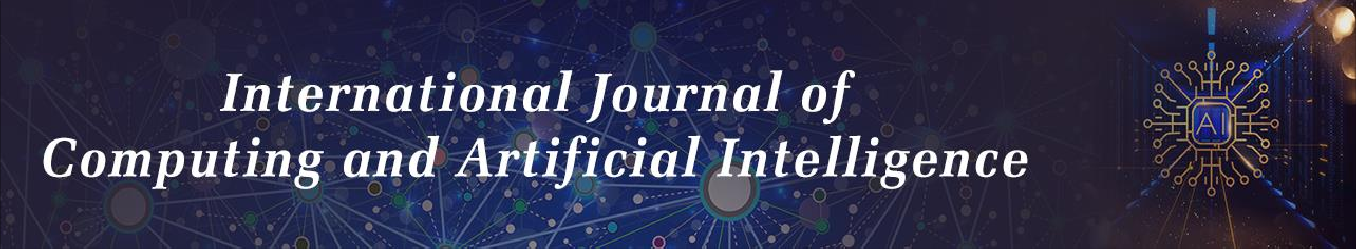 International Journal of
Computing and Artificial Intelligence
AI